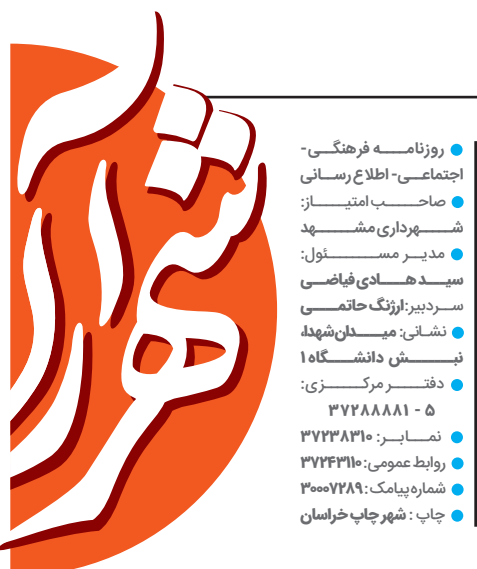 شهرآرا
روزنامه فرهنگی-
اجتماعی- اطلاع رسانی
صاحب امتیاز:
شهرداری مشهد
مدیر مسئول:
سید هادی فیاضی
سردبیر: ارژنگ حاتمی
نشانی: میدان شهدا،
نبش دانشگاه ۱
دفتر مرکزی:
۳۷۲۸۸۸۸۱ - ۵
نمابر: ۳۷۲۳۸۳۱۰
روابط عمومی: ۳۷۲۴۳۱۱۰
شماره پیامک: ۳۰۰۰۷۲۸۹
چاپ : شهر چاپ خراسان